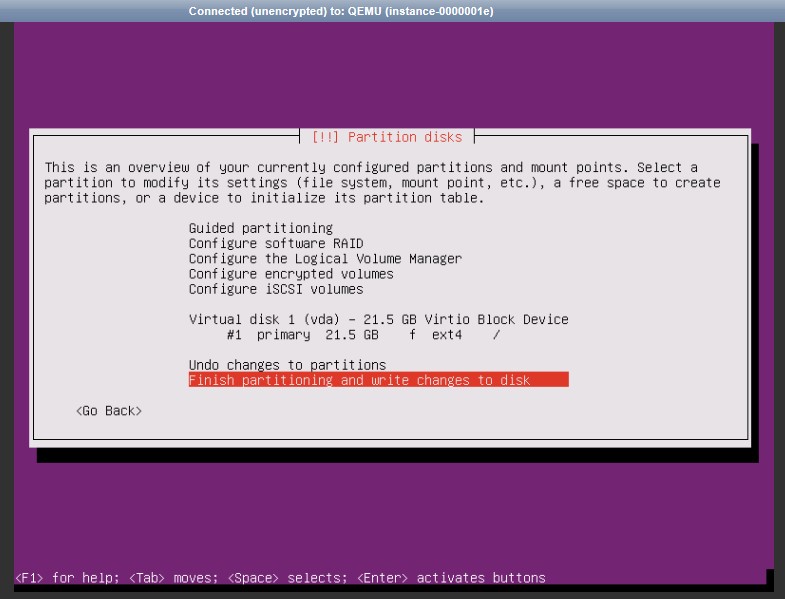 Connected (unencrypted) to: QEMU (instance-0000001e)
[!!] Partition disks
This is an overview of your currently configured partitions and mount points. Select a
partition to modify its settings (file system, mount point, etc.), a free space to create
partitions, or a device to initialize its partition table.
Guided partitioning
Configure software RAID
Configure the Logical Volume Manager
Configure encrypted volumes
Configure iSCSI volumes
Virtual disk 1 (vda) - 21.5 GB Virtio Block Device
#1 primary 21.5 GB f ext4 /
Undo changes to partitions
Finish partitioning and write changes to disk
<Go Back>
<F1> for help; <Tab> moves; <Space> selects; <Enter> activates buttons